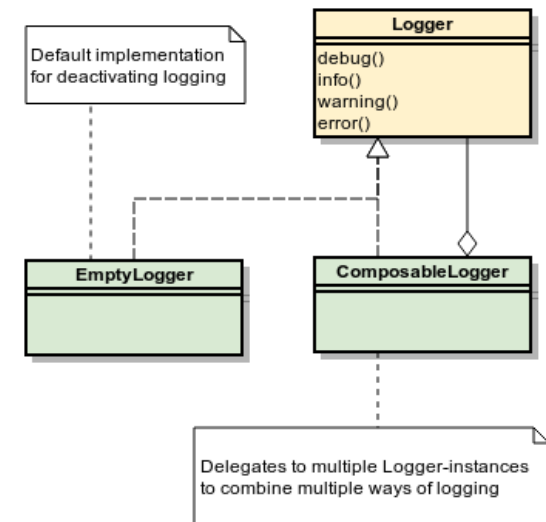 Logger
Default implementation
for deactivating logging
debug()
info()
warning()
error()
EmptyLogger
ComposableLogger
Delegates to multiple Logger-instances
to combine multiple ways of logging